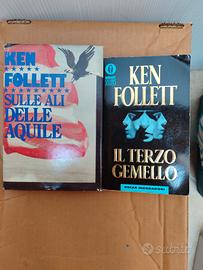 KEN
FOLLETT
SULLE ALI
DELLE
AQUILE
KEN
FOLLETT
IL TERZO
GEMELLO
OSCAR MONDADORI
Subito